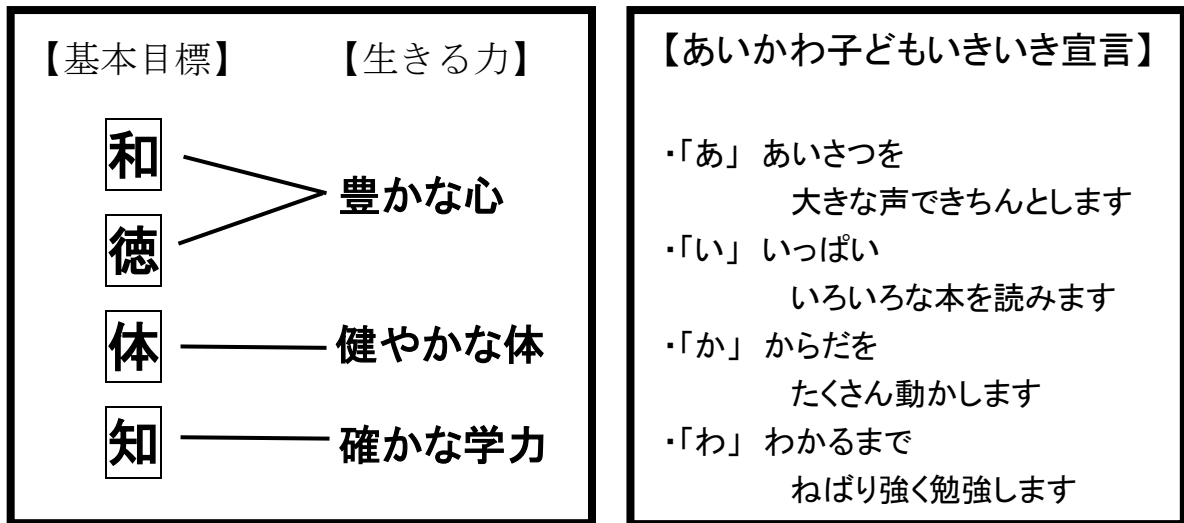 【基本目標】 【生きる力】
和
徳
豊かな心
体
健やかな体
知
確かな学力
【あいかわ子どもいきいき宣言】
・「あ」 あいさつを
大きな声できちんとします
・「い」 いっぱい
いろいろな本を読みます
・「か」 からだを
たくさん動かします
・「わ」 わかるまで
ねばり強く勉強します